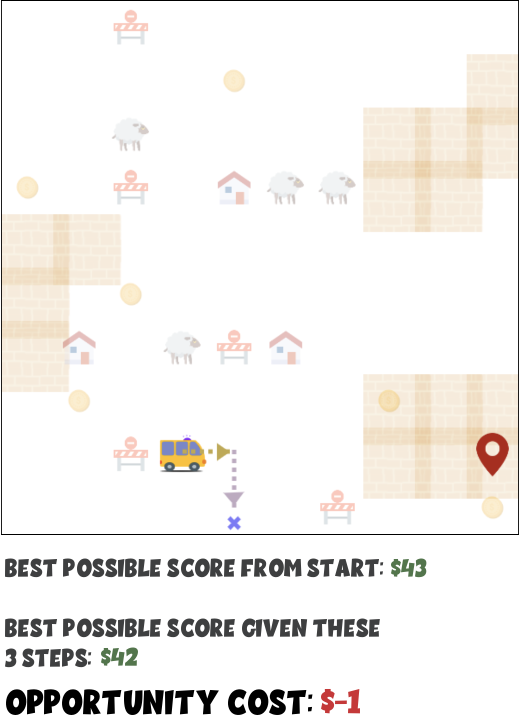 BEST POSSIBLE SCORE FROM START: $43
BEST POSSIBLE SCORE GIVEN THESE
3 STEPS: $42
OPPORTUNITY COST: $-1